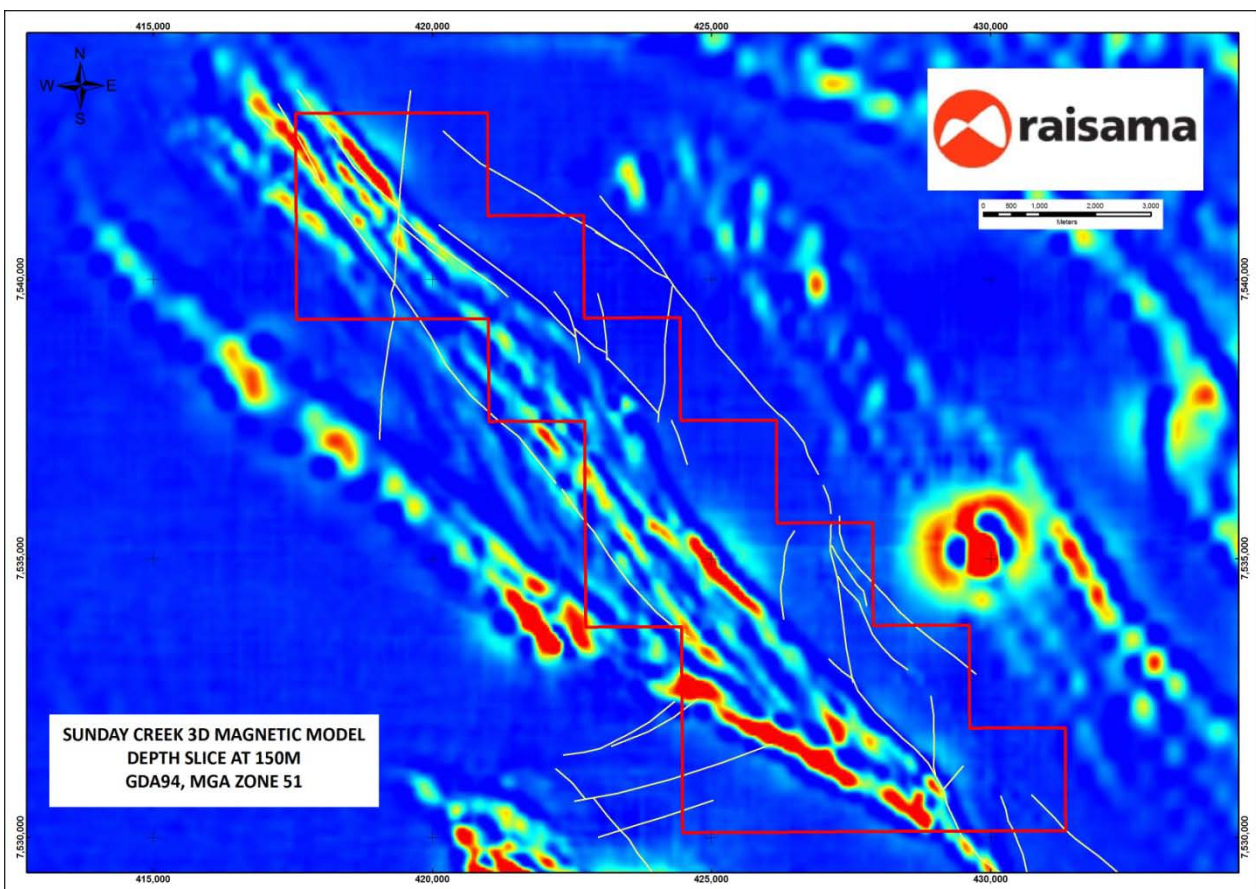 415,000
420,000
425,000
430,000
N
W E
S
raisama
0 500 1,000 2,000 3,000
Meters
7,540,000
7,540,000
7,535,000
7,535,000
SUNDAY CREEK 3D MAGNETIC MODEL
DEPTH SLICE AT 150M
GDA94, MGA ZONE 51
7,530,000
7,530,000
415,000
420,000
425,000
430,000